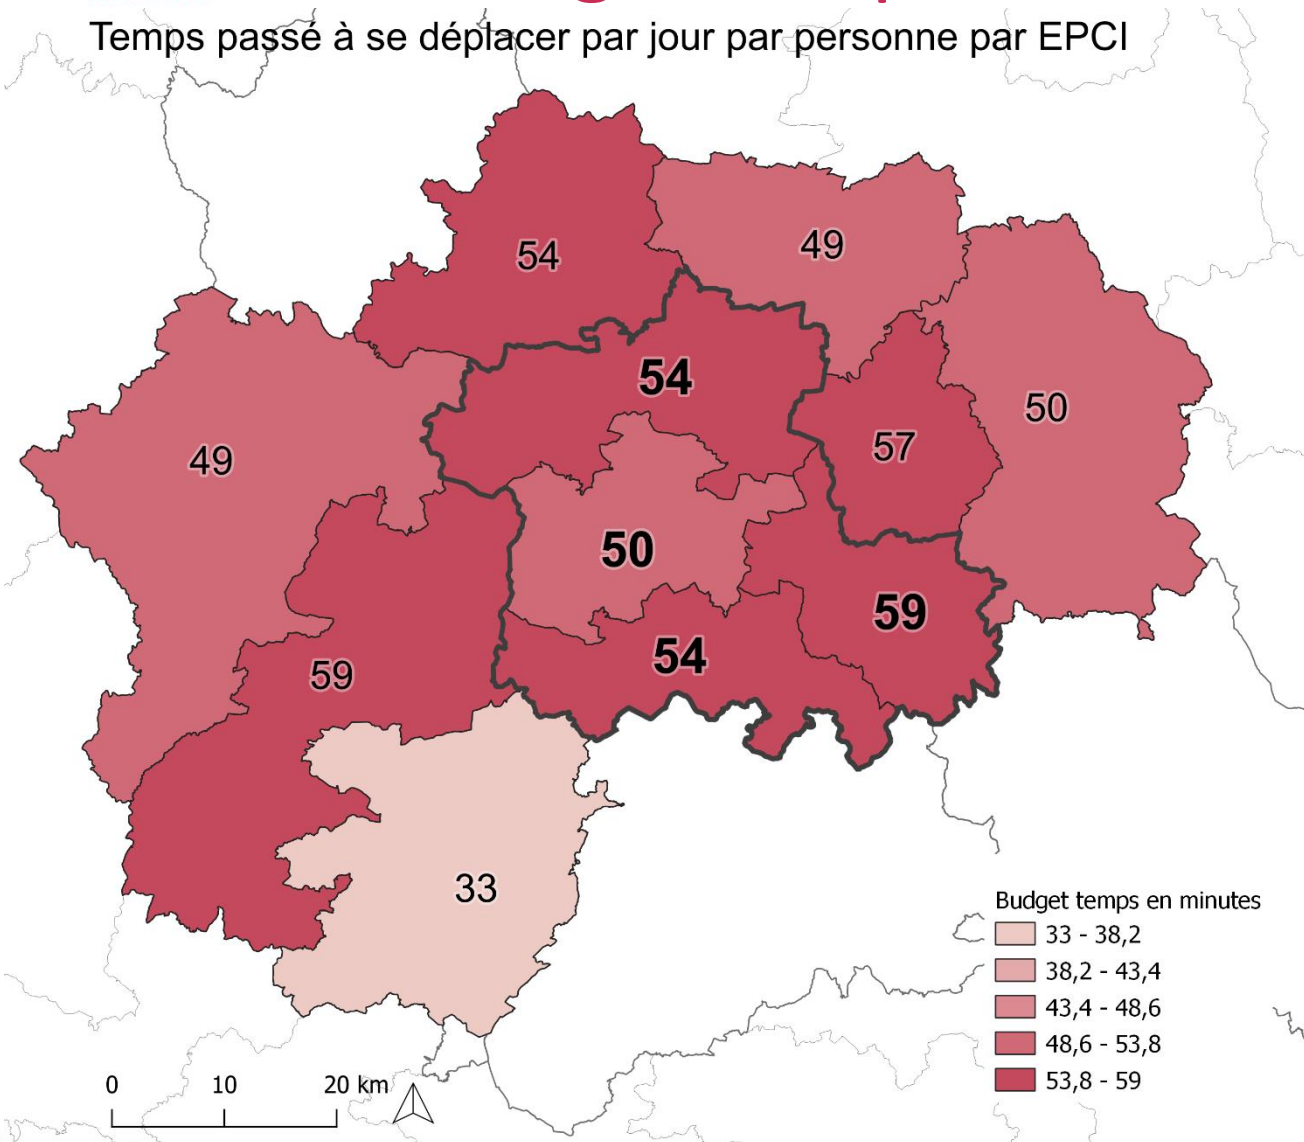 Temps passé à se déplacer par jour par personne par EPCI
54
49
54
50
57
49
50
59
54
59
33
Budget temps en minutes
33 - 38,2
38,2 - 43,4
43,4 - 48,6
48,6 - 53,8
53,8 - 59
0 10 20 km